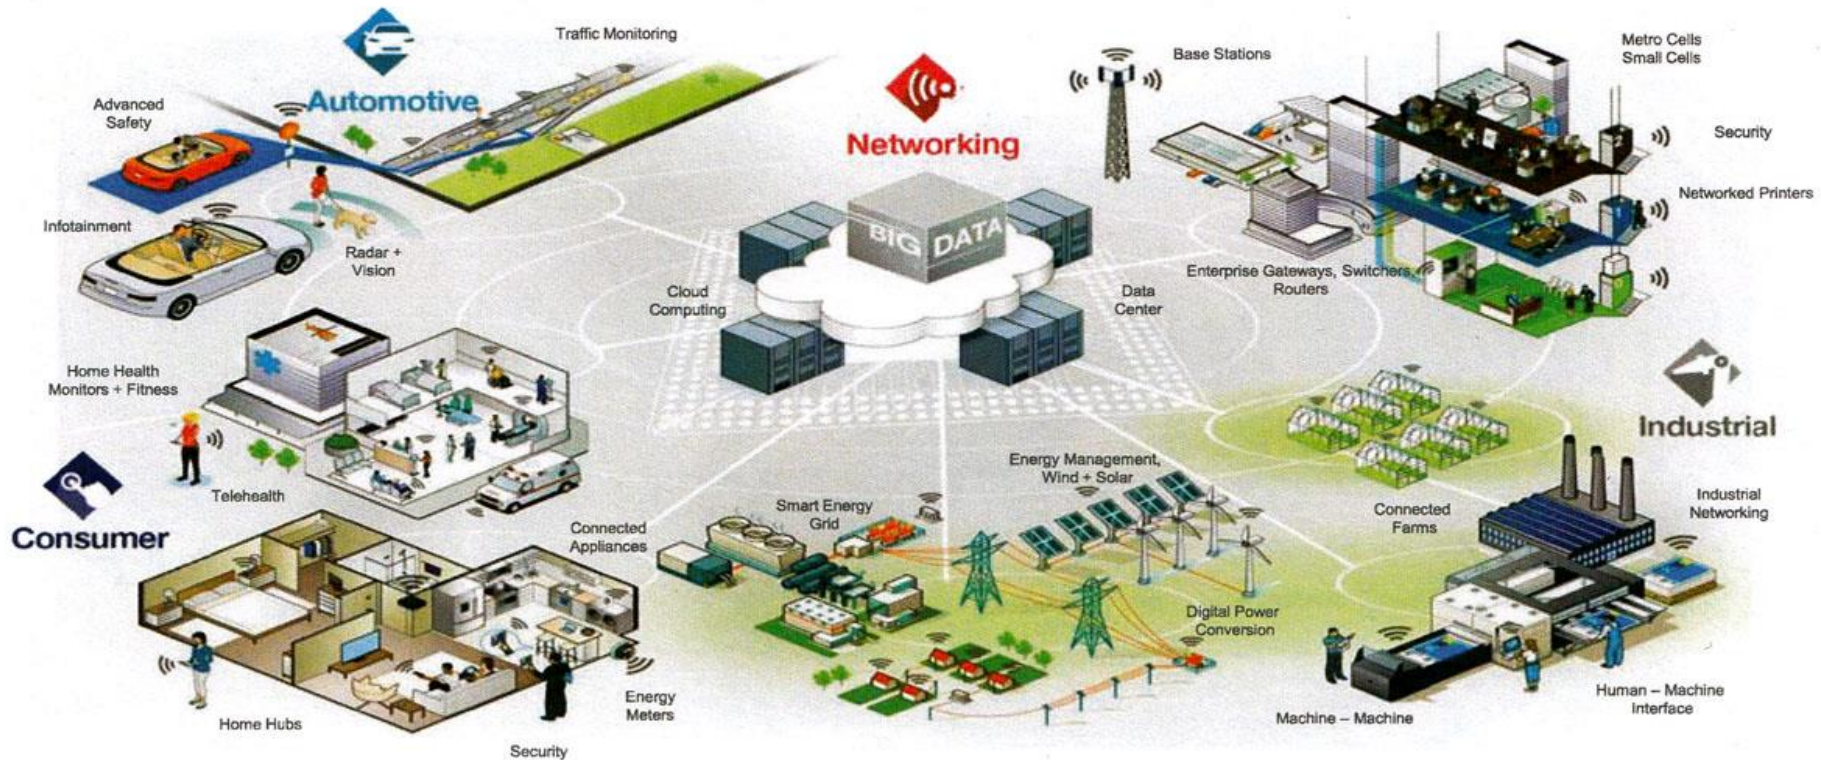 Traffic Monitoring
Automotive
Advanced
Safety
Infotainment
Radar +
Vision
Networking
Base Stations
Metro Cells
Small Cells
Security
Networked Printers
Enterprise Gateways, Switchers,
Routers
BIG DATA
Cloud
Computing
Data
Center
Home Health
Monitors + Fitness
Telehealth
Consumer
Connected
Appliances
Home Hubs
Security
Energy
Meters
Smart Energy
Grid
Energy Management,
Wind + Solar
Digital Power
Conversion
Industrial
Connected
Farms
Industrial
Networking
Machine – Machine
Human – Machine
Interface